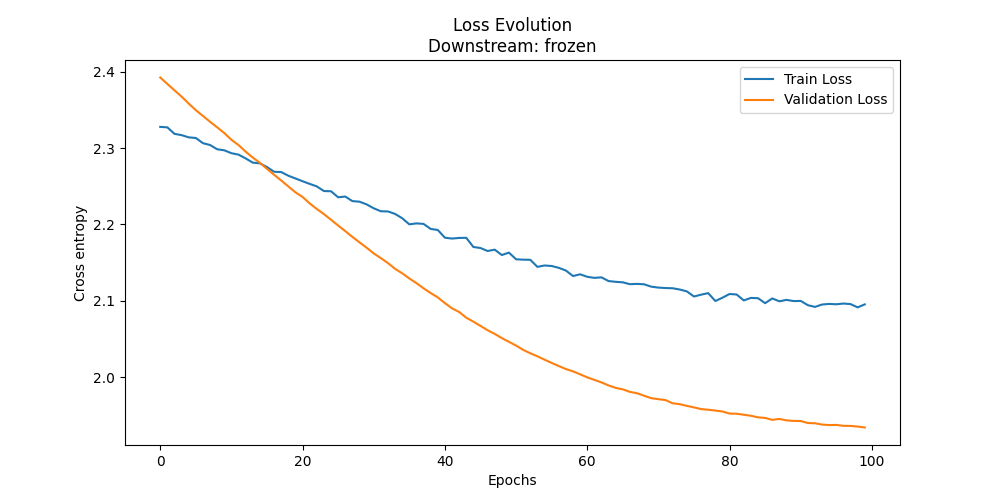 Loss Evolution
Downstream: frozen
Train Loss
Validation Loss
Cross entropy
2.4
2.3
2.2
2.1
2.0
0 20 40 60 80 100
Epochs